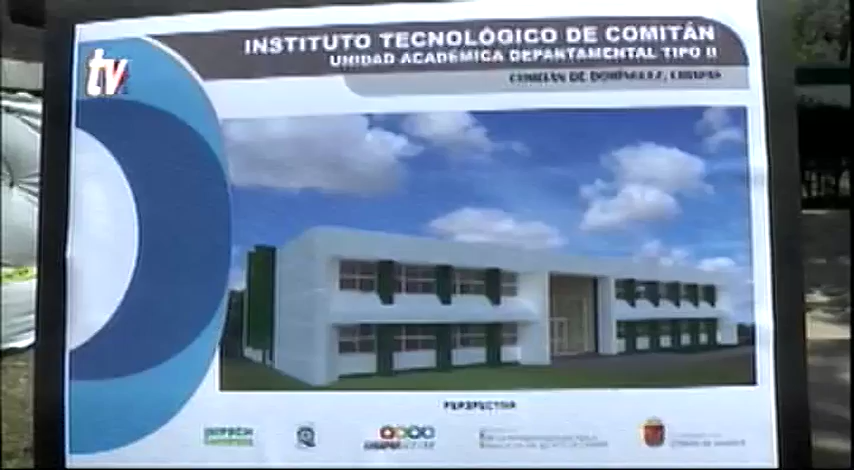 INSTITUTO TECNOLÓGICO DE COMITÁN
UNIDAD ACADÉMICA DEPARTAMENTAL TIPO II
COMITÁN DE DOMÍNGUEZ, CHIAPAS
tv
PERSPECTIVA